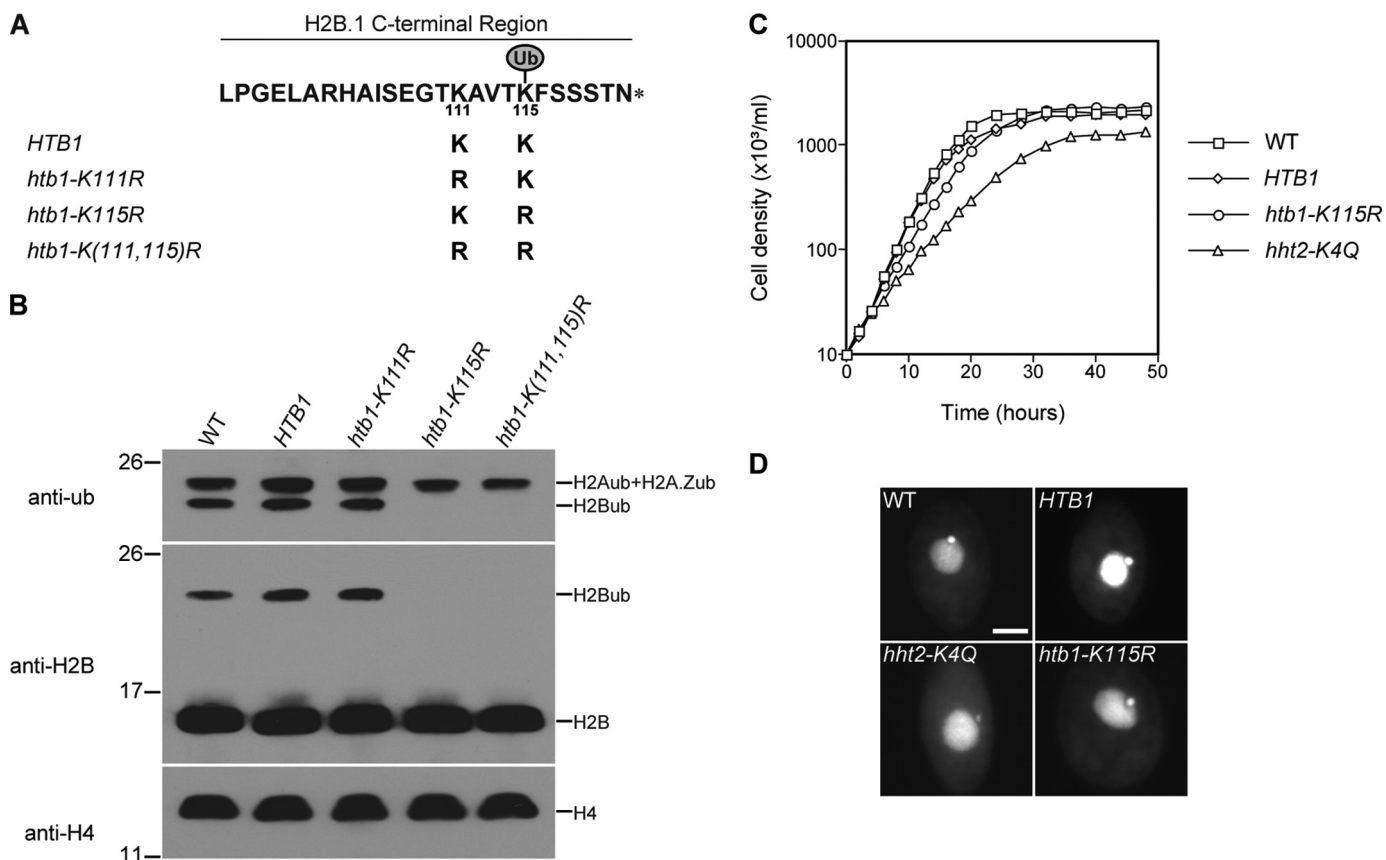 A
H2B.1 C-terminal Region
Ub
LPGELARHAISEGTKAVTKFSSSTN*
111 115
HTB1 K K
htb1-K111R R K
htb1-K115R K R
htb1-K(111,115)R R R
B
WT HTB1 htb1-K111R htb1-K115R htb1-K(111,115)R
26
anti-ub
H2Aub+H2A.Zub
H2Bub
26
H2Bub
anti-H2B
17
H2B
H4
anti-H4
11
C
10000
1000
100
10
Cell density (x10³/ml)
0 10 20 30 40 50
Time (hours)
WT
HTB1
htb1-K115R
hht2-K4Q
D
WT HTB1
hht2-K4Q htb1-K115R